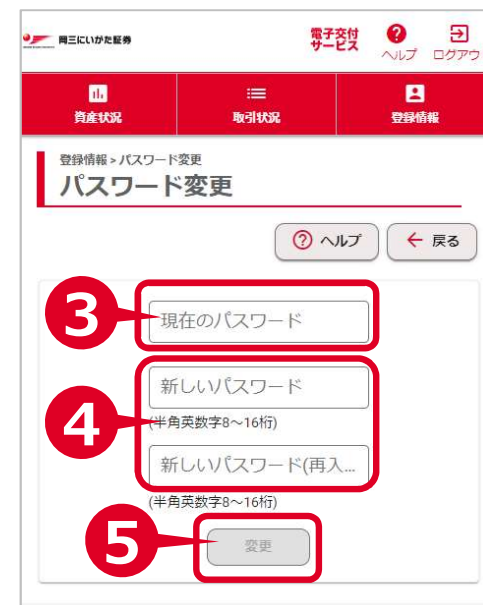 岡三にいがた証券
電子交付
サービス
ヘルプ
ログアウ
資産状況
取引状況
登録情報
登録情報 > パスワード変更
パスワード変更
ヘルプ
戻る
3
現在のパスワード
4
新しいパスワード
(半角英数字8～16桁)
新しいパスワード(再入...
(半角英数字8～16桁)
5
変更